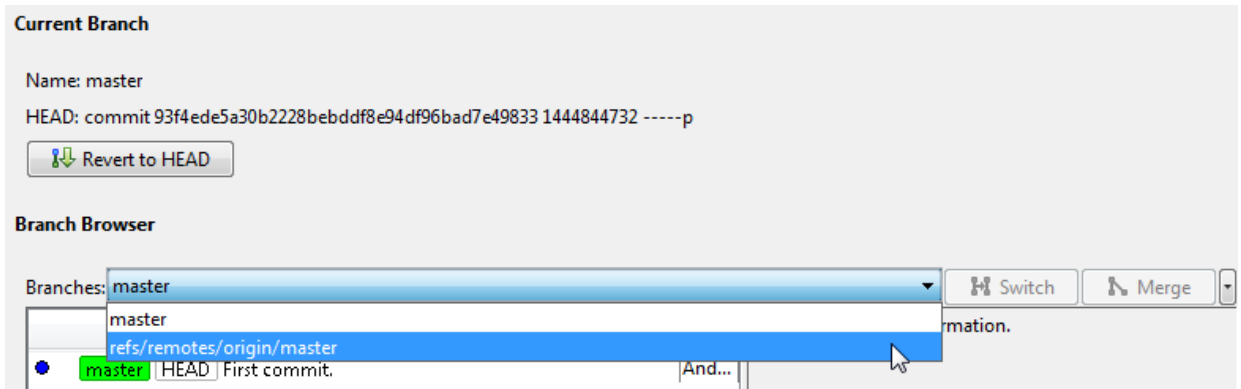 Current Branch
Name: master
HEAD: commit 93f4ede5a30b2228bebddf8e94df96bad7e49833 1444844732 -----p
Revert to HEAD
Branch Browser
Branches: master Switch Merge
master
rmation.
refs/remotes/origin/master
master HEAD First commit. And...